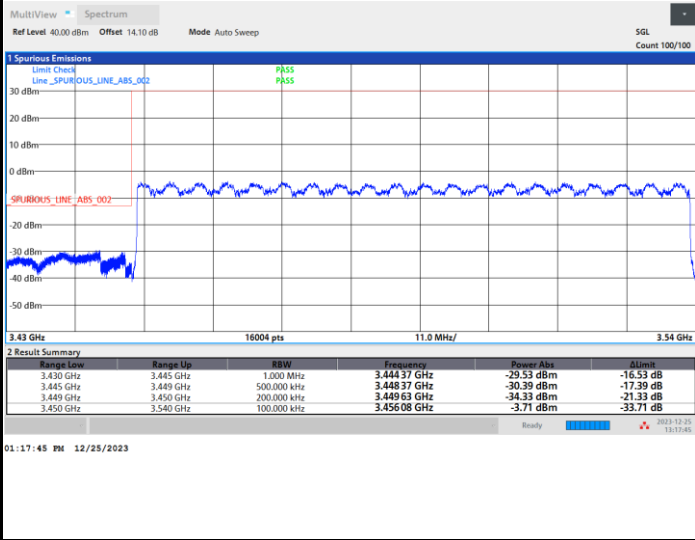 MultiView Spectrum
Ref Level 40.00 dBm Offset 14.10 dB Mode Auto Sweep SGL
Count 100/100
1 Spurious Emissions
Limit Check PASS
Line _SPURIOUS_LINE_ABS_002 PASS
30 dBm
20 dBm
10 dBm
0 dBm
_SPURIOUS_LINE_ABS_002
-20 dBm
-30 dBm
-40 dBm
-50 dBm
3.43 GHz 16004 pts 11.0 MHz/ 3.54 GHz
2 Result Summary
Range Low Range Up RBW Frequency Power Abs ΔLimit
3.430 GHz 3.445 GHz 1.000 MHz 3.444 37 GHz -29.53 dBm -16.53 dB
3.445 GHz 3.449 GHz 500.000 kHz 3.448 37 GHz -30.39 dBm -17.39 dB
3.449 GHz 3.450 GHz 200.000 kHz 3.449 63 GHz -34.33 dBm -21.33 dB
3.450 GHz 3.540 GHz 100.000 kHz 3.456 08 GHz -3.71 dBm -33.71 dB
Ready 2023-12-25
13:17:45
01:17:45 PM 12/25/2023